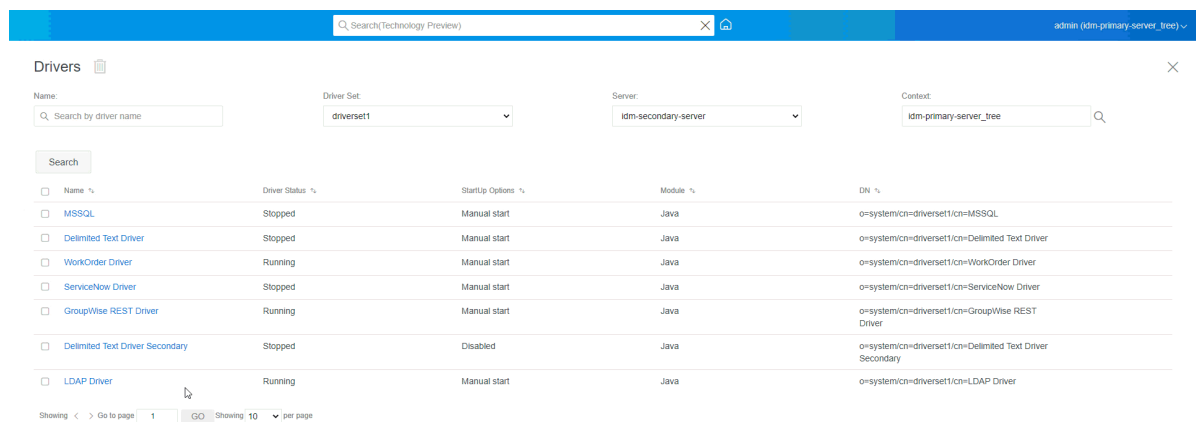 Search(Technology Preview)
admin (idm-primary-server_tree)
Drivers
Name: Driver Set: Server: Context:
Search by driver name driverset1 idm-secondary-server idm-primary-server_tree
Search
Name Driver Status StartUp Options Module DN
MSSQL Stopped Manual start Java o=system/cn=driverset1/cn=MSSQL
Delimited Text Driver Stopped Manual start Java o=system/cn=driverset1/cn=Delimited Text Driver
WorkOrder Driver Running Manual start Java o=system/cn=driverset1/cn=WorkOrder Driver
ServiceNow Driver Stopped Manual start Java o=system/cn=driverset1/cn=ServiceNow Driver
GroupWise REST Driver Running Manual start Java o=system/cn=driverset1/cn=GroupWise REST
Driver
Delimited Text Driver Secondary Stopped Disabled Java o=system/cn=driverset1/cn=Delimited Text Driver
Secondary
LDAP Driver Running Manual start Java o=system/cn=driverset1/cn=LDAP Driver
Showing < > Go to page 1 GO Showing 10 per page